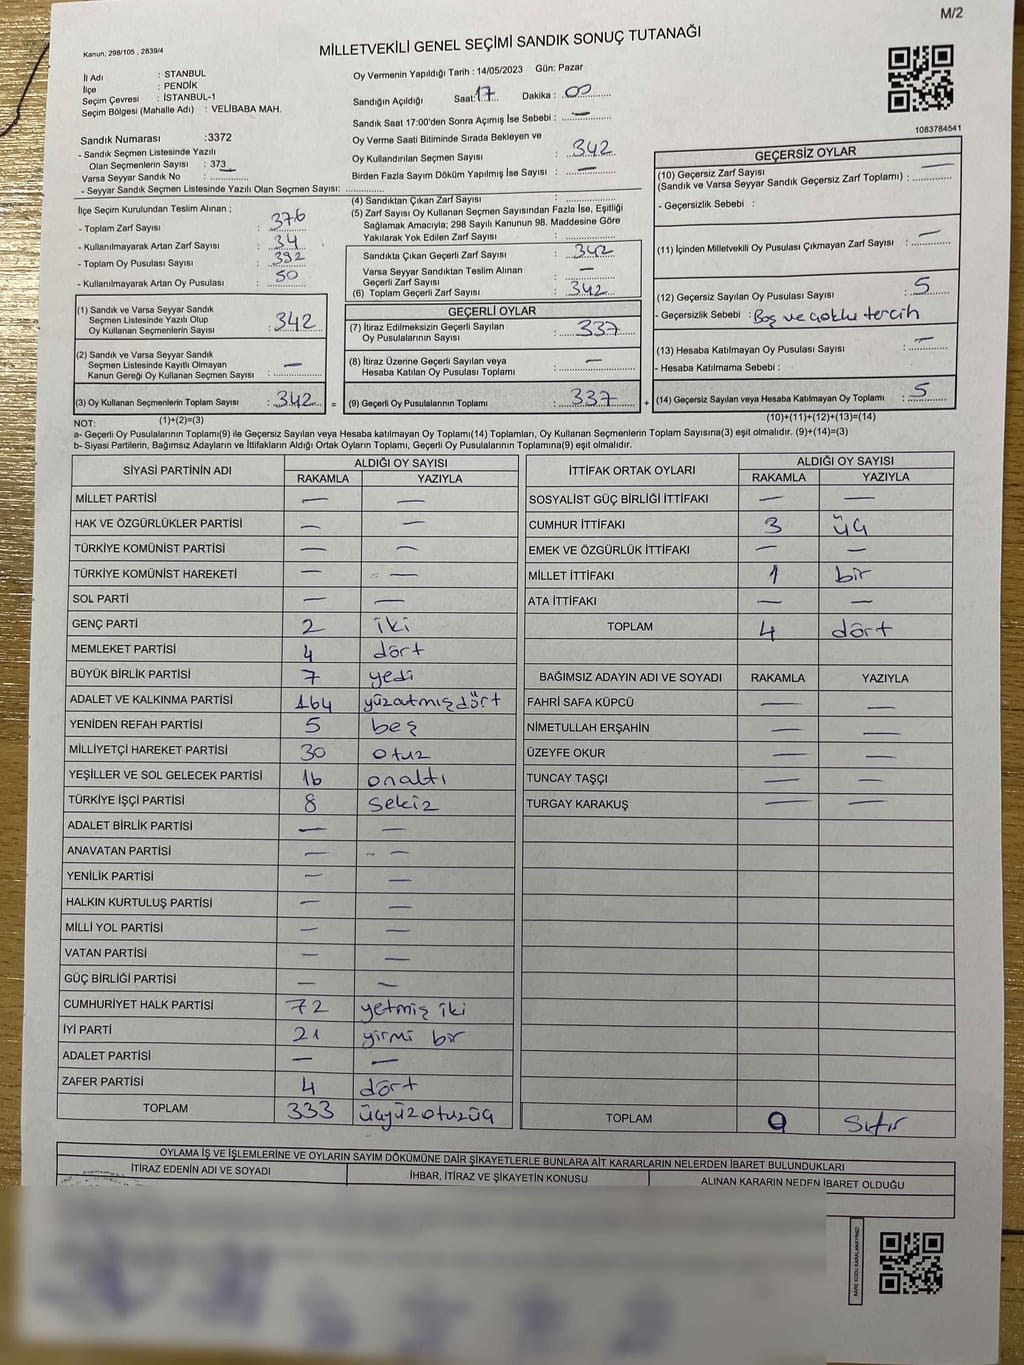 M/2
Kanun; 298/105 , 2839/4
MİLLETVEKİLİ GENEL SEÇİMİ SANDIK SONUÇ TUTANAĞI
İl Adı : STANBUL
İlçe : PENDİK
Seçim Çevresi : İSTANBUL-1
Seçim Bölgesi (Mahalle Adı) : VELİBABA MAH.
Sandık Numarası :3372
- Sandık Seçmen Listesinde Yazılı
Olan Seçmenlerin Sayısı : 373
Varsa Seyyar Sandık No : ................
- Seyyar Sandık Seçmen Listesinde Yazılı Olan Seçmen Sayısı: ................
Oy Vermenin Yapıldığı Tarih : 14/05/2023 Gün: Pazar
Sandığın Açıldığı Saat: 17 Dakika : 00
Sandık Saat 17:00'den Sonra Açımış İse Sebebi : —
Oy Verme Saati Bitiminde Sırada Bekleyen ve
Oy Kullandırılan Seçmen Sayısı : 342
Birden Fazla Sayım Döküm Yapılmış İse Sayısı : —
1083784541
İlçe Seçim Kurulundan Teslim Alınan ;
- Toplam Zarf Sayısı : 376
- Kullanılmayarak Artan Zarf Sayısı : 34
- Toplam Oy Pusulası Sayısı : 392
- Kullanılmayarak Artan Oy Pusulası : 50
(4) Sandıktan Çıkan Zarf Sayısı : ................
(5) Zarf Sayısı Oy Kullanan Seçmen Sayısından Fazla İse, Eşitliği
Sağlamak Amacıyla; 298 Sayılı Kanunun 98. Maddesine Göre
Yakılarak Yok Edilen Zarf Sayısı : ................
Sandıkta Çıkan Geçerli Zarf Sayısı : 342
Varsa Seyyar Sandıktan Teslim Alınan
Geçerli Zarf Sayısı : —
(6) Toplam Geçerli Zarf Sayısı : 342
GEÇERSİZ OYLAR
(10) Geçersiz Zarf Sayısı —
(Sandık ve Varsa Seyyar Sandık Geçersiz Zarf Toplamı) : ............
- Geçersizlik Sebebi :
(11) İçinden Milletvekili Oy Pusulası Çıkmayan Zarf Sayısı : —
(12) Geçersiz Sayılan Oy Pusulası Sayısı : 5
- Geçersizlik Sebebi : Boş ve çoklu tercih
(13) Hesaba Katılmayan Oy Pusulası Sayısı : —
- Hesaba Katılmama Sebebi :
(14) Geçersiz Sayılan veya Hesaba Katılmayan Oy Toplamı : 5
(10)+(11)+(12)+(13)=(14)
(1) Sandık ve Varsa Seyyar Sandık
Seçmen Listesinde Yazılı Olup
Oy Kullanan Seçmenlerin Sayısı : 342
(2) Sandık ve Varsa Seyyar Sandık
Seçmen Listesinde Kayıtlı Olmayan
Kanun Gereği Oy Kullanan Seçmen Sayısı : —
(3) Oy Kullanan Seçmenlerin Toplam Sayısı : 342 =
(1)+(2)=(3)
GEÇERLİ OYLAR
(7) İtiraz Edilmeksizin Geçerli Sayılan
Oy Pusulalarının Sayısı : 337
(8) İtiraz Üzerine Geçerli Sayılan veya
Hesaba Katılan Oy Pusulası Toplamı : —
(9) Geçerli Oy Pusulalarının Toplamı : 337 +
NOT:
a- Geçerli Oy Pusulalarının Toplamı(9) ile Geçersiz Sayılan veya Hesaba katılmayan Oy Toplamı(14) Toplamları, Oy Kullanan Seçmenlerin Toplam Sayısına(3) eşit olmalıdır. (9)+(14)=(3)
b- Siyasi Partilerin, Bağımsız Adayların ve İttifakların Aldığı Ortak Oyların Toplamı, Geçerli Oy Pusulalarının Toplamına(9) eşit olmalıdır.
SİYASİ PARTİNİN ADI ALDIĞI OY SAYISI
RAKAMLA YAZIYLA
MİLLET PARTİSİ — —
HAK VE ÖZGÜRLÜKLER PARTİSİ — —
TÜRKİYE KOMÜNİST PARTİSİ — —
TÜRKİYE KOMÜNİST HAREKETİ — —
SOL PARTİ — —
GENÇ PARTİ 2 iki
MEMLEKET PARTİSİ 4 dört
BÜYÜK BİRLİK PARTİSİ 7 yedi
ADALET VE KALKINMA PARTİSİ 164 yüzaltmışdört
YENİDEN REFAH PARTİSİ 5 beş
MİLLİYETÇİ HAREKET PARTİSİ 30 otuz
YEŞİLLER VE SOL GELECEK PARTİSİ 16 onaltı
TÜRKİYE İŞÇİ PARTİSİ 8 sekiz
ADALET BİRLİK PARTİSİ — —
ANAVATAN PARTİSİ — —
YENİLİK PARTİSİ — —
HALKIN KURTULUŞ PARTİSİ — —
MİLLİ YOL PARTİSİ — —
VATAN PARTİSİ — —
GÜÇ BİRLİĞİ PARTİSİ — —
CUMHURİYET HALK PARTİSİ 72 yetmiş iki
İYİ PARTİ 21 yirmi bir
ADALET PARTİSİ — —
ZAFER PARTİSİ 4 dört
TOPLAM 333 üçyüzotuzüç
İTTİFAK ORTAK OYLARI ALDIĞI OY SAYISI
RAKAMLA YAZIYLA
SOSYALİST GÜÇ BİRLİĞİ İTTİFAKI — —
CUMHUR İTTİFAKI 3 üç
EMEK VE ÖZGÜRLÜK İTTİFAKI — —
MİLLET İTTİFAKI 1 bir
ATA İTTİFAKI — —
TOPLAM 4 dört
BAĞIMSIZ ADAYIN ADI VE SOYADI RAKAMLA YAZIYLA
FAHRİ SAFA KÜPCÜ — —
NİMETULLAH ERŞAHİN — —
ÜZEYFE OKUR — —
TUNCAY TAŞÇI — —
TURGAY KARAKUŞ — —
TOPLAM 0 sıfır
OYLAMA İŞ VE İŞLEMLERİNE VE OYLARIN SAYIM DÖKÜMÜNE DAİR ŞİKAYETLERLE BUNLARA AİT KARARLARIN NELERDEN İBARET BULUNDUKLARI
İTİRAZ EDENİN ADI VE SOYADI İHBAR, İTİRAZ VE ŞİKAYETİN KONUSU ALINAN KARARIN NEDEN İBARET OLDUĞU
KARE KODU KARALAMAYINIZ!